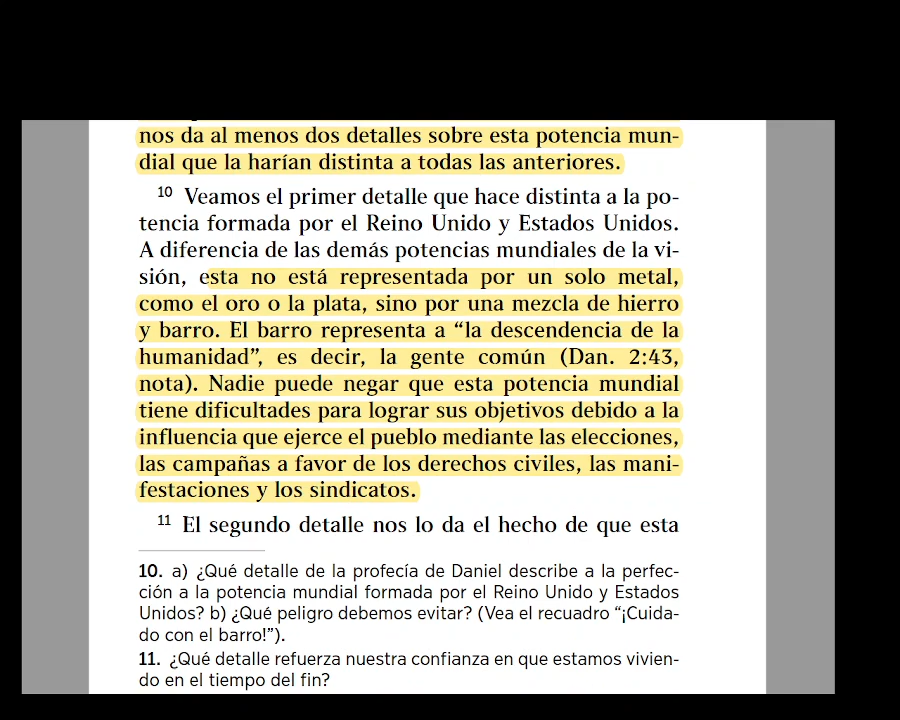 nos da al menos dos detalles sobre esta potencia mun-
dial que la harían distinta a todas las anteriores.
10 Veamos el primer detalle que hace distinta a la po-
tencia formada por el Reino Unido y Estados Unidos.
A diferencia de las demás potencias mundiales de la vi-
sión, esta no está representada por un solo metal,
como el oro o la plata, sino por una mezcla de hierro
y barro. El barro representa a “la descendencia de la
humanidad”, es decir, la gente común (Dan. 2:43,
nota). Nadie puede negar que esta potencia mundial
tiene dificultades para lograr sus objetivos debido a la
influencia que ejerce el pueblo mediante las elecciones,
las campañas a favor de los derechos civiles, las mani-
festaciones y los sindicatos.
11 El segundo detalle nos lo da el hecho de que esta
10. a) ¿Qué detalle de la profecía de Daniel describe a la perfec-
ción a la potencia mundial formada por el Reino Unido y Estados
Unidos? b) ¿Qué peligro debemos evitar? (Vea el recuadro “¡Cuida-
do con el barro!”).
11. ¿Qué detalle refuerza nuestra confianza en que estamos vivien-
do en el tiempo del fin?